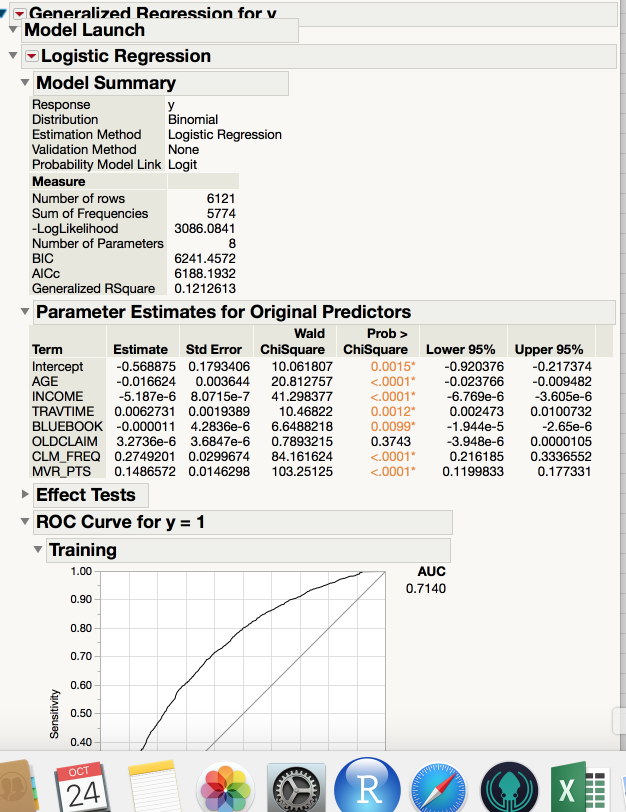 Generalized Regression for y
Model Launch
Logistic Regression
Model Summary
Response y
Distribution Binomial
Estimation Method Logistic Regression
Validation Method None
Probability Model Link Logit
Measure
Number of rows 6121
Sum of Frequencies 5774
-LogLikelihood 3086.0841
Number of Parameters 8
BIC 6241.4572
AICc 6188.1932
Generalized RSquare 0.1212613
Parameter Estimates for Original Predictors
Wald Prob >
Term Estimate Std Error ChiSquare ChiSquare Lower 95% Upper 95%
Intercept -0.568875 0.1793406 10.061807 0.0015* -0.920376 -0.217374
AGE -0.016624 0.003644 20.812757 <.0001* -0.023766 -0.009482
INCOME -5.187e-6 8.0715e-7 41.298377 <.0001* -6.769e-6 -3.605e-6
TRAVTIME 0.0062731 0.0019389 10.46822 0.0012* 0.002473 0.0100732
BLUEBOOK -0.000011 4.2836e-6 6.6488218 0.0099* -1.944e-5 -2.65e-6
OLDCLAIM 3.2736e-6 3.6847e-6 0.7893215 0.3743 -3.948e-6 0.0000105
CLM_FREQ 0.2749201 0.0299674 84.161624 <.0001* 0.216185 0.3336552
MVR_PTS 0.1486572 0.0146298 103.25125 <.0001* 0.1199833 0.177331
Effect Tests
ROC Curve for y = 1
Training
1.00
0.90
0.80
0.70
0.60
0.50
0.40
Sensitivity
AUC
0.7140
OCT
24
R
X